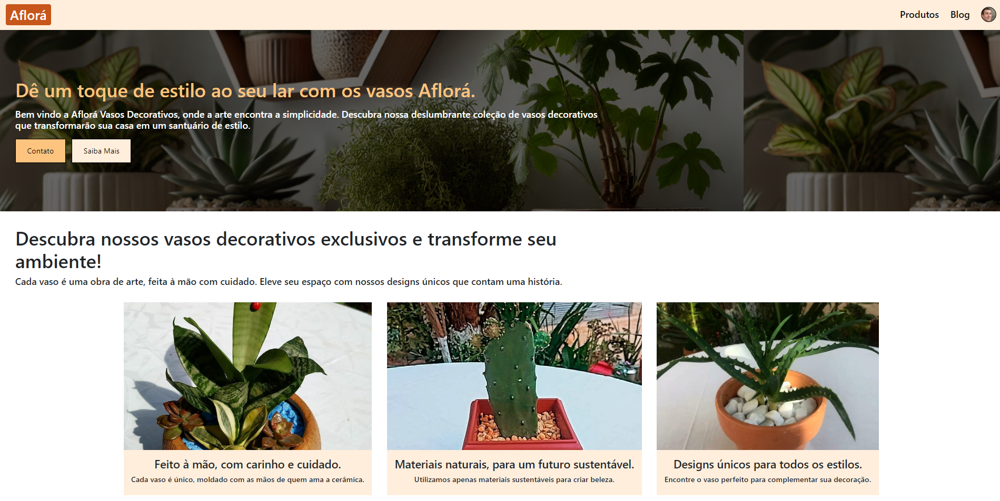 Aflorá
Produtos
Blog
Dê um toque de estilo ao seu lar com os vasos Aflorá.
Bem vindo a Aflorá Vasos Decorativos, onde a arte encontra a simplicidade. Descubra nossa deslumbrante coleção de vasos decorativos
que transformarão sua casa em um santuário de estilo.
Contato
Saiba Mais
Descubra nossos vasos decorativos exclusivos e transforme seu
ambiente!
Cada vaso é uma obra de arte, feita à mão com cuidado. Eleve seu espaço com nossos designs únicos que contam uma história.
Feito à mão, com carinho e cuidado.
Cada vaso é único, moldado com as mãos de quem ama a cerâmica.
Materiais naturais, para um futuro sustentável.
Utilizamos apenas materiais sustentáveis para criar beleza.
Designs únicos para todos os estilos.
Encontre o vaso perfeito para complementar sua decoração.